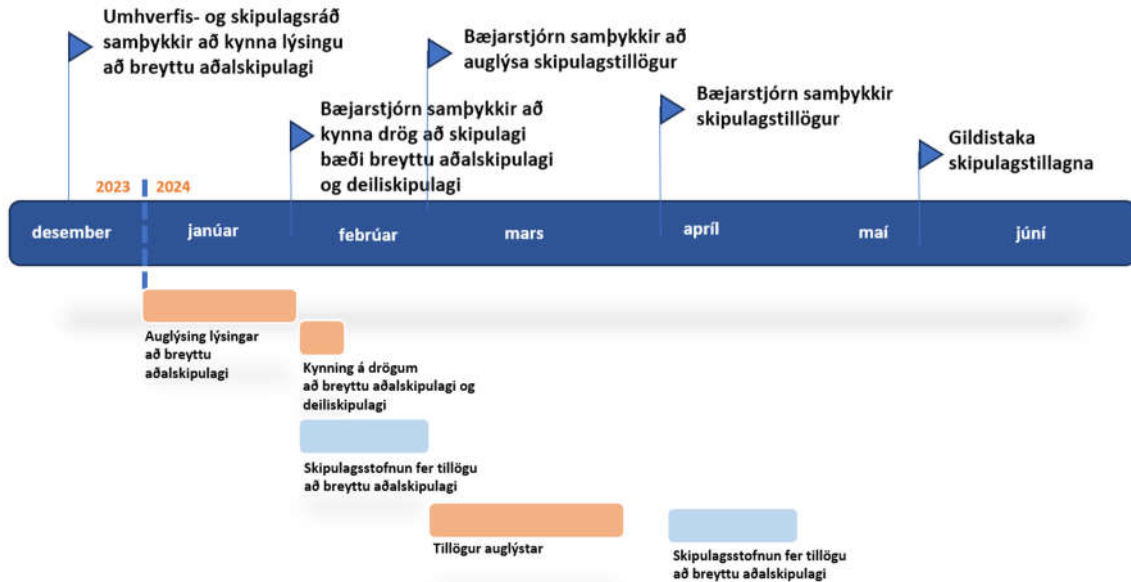 Umhverfis- og skipulagsráð
samþykkir að kynna lýsingu
að breyttu aðalskipulagi
Bæjarstjórn samþykkir að
auglýsa skipulagstillögur
Bæjarstjórn samþykkir að
kynna drög að skipulagi
bæði breyttu aðalskipulagi
og deiliskipulagi
Bæjarstjórn samþykkir
skipulagstillögur
Gildistaka
skipulagstillagna
2023 2024
desember janúar febrúar mars apríl maí júní
Auglýsing lýsingar
að breyttu
aðalskipulagi
Kynning á drögum
að breyttu aðalskipulagi og
deiliskipulagi
Skipulagsstofnun fer tillögu
að breyttu aðalskipulagi
Tillögur auglýstar
Skipulagsstofnun fer tillögu
að breyttu aðalskipulagi